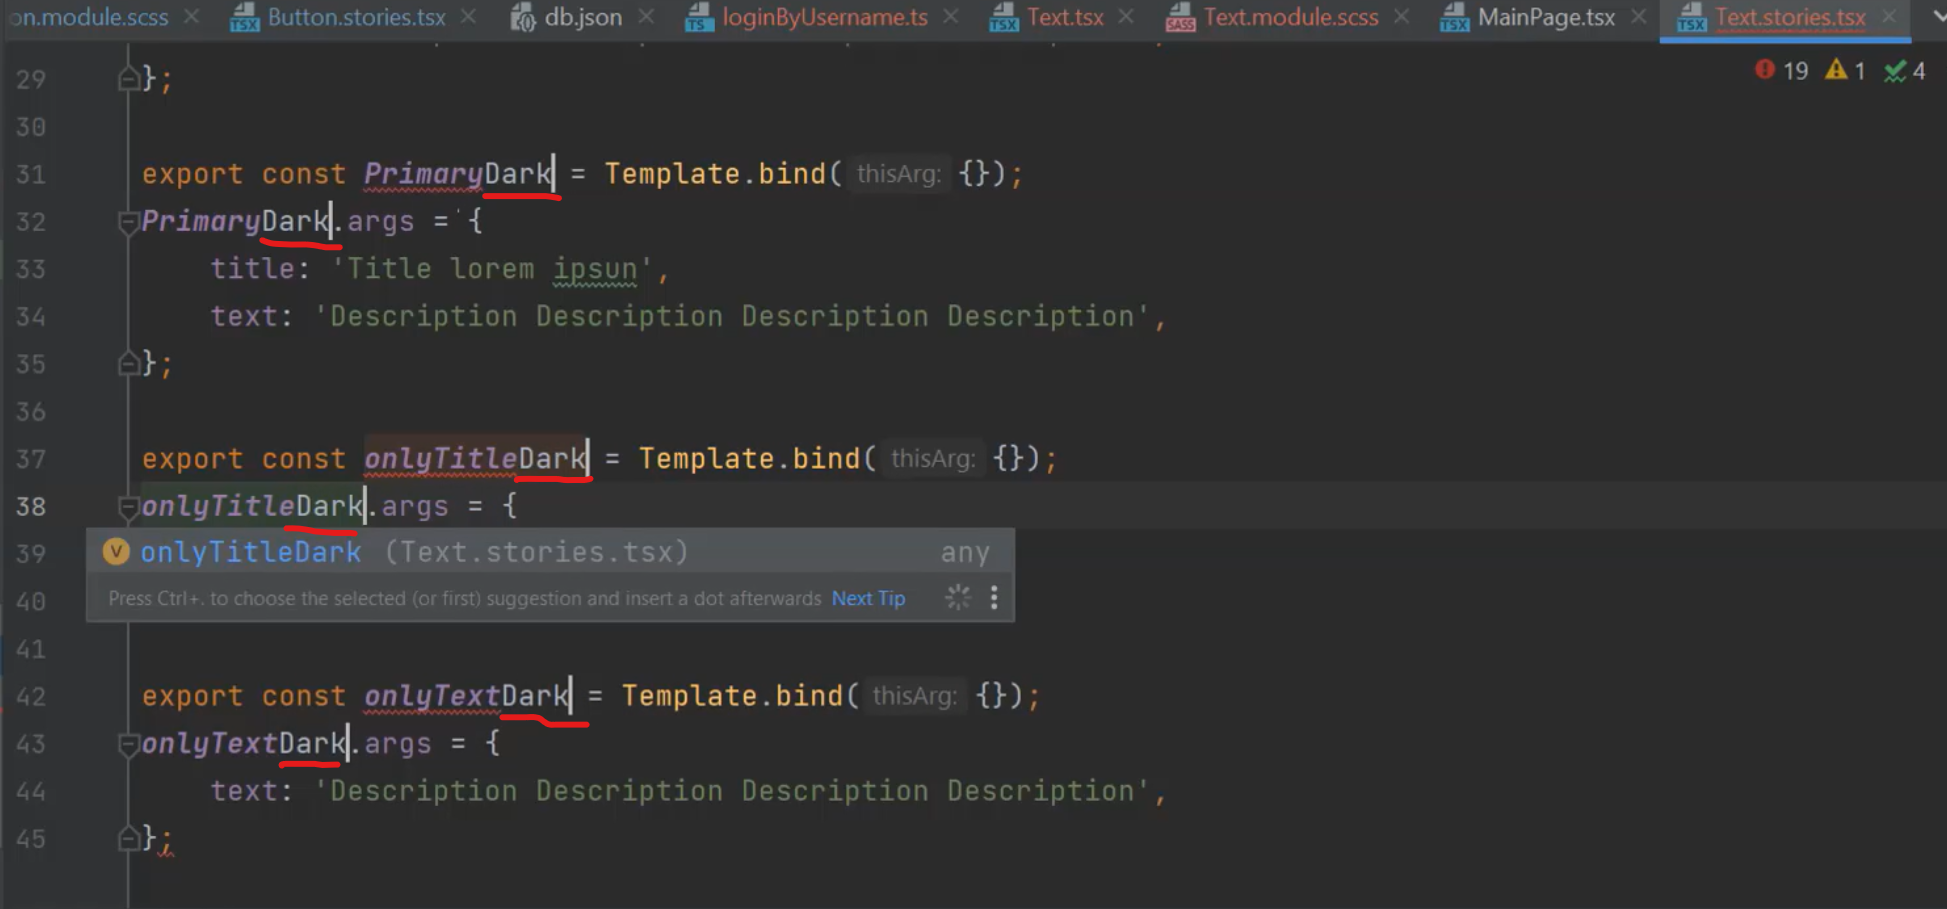 on.module.scss Button.stories.tsx db.json loginByUsername.ts Text.tsx Text.module.scss MainPage.tsx Text.stories.tsx
19 1 4
29 };
30
31 export const PrimaryDark = Template.bind( thisArg: {});
32 PrimaryDark.args = {
33 title: 'Title lorem ipsun',
34 text: 'Description Description Description Description',
35 };
36
37 export const onlyTitleDark = Template.bind( thisArg: {});
38 onlyTitleDark.args = {
39 onlyTitleDark (Text.stories.tsx) any
40 Press Ctrl+. to choose the selected (or first) suggestion and insert a dot afterwards Next Tip
41
42 export const onlyTextDark = Template.bind( thisArg: {});
43 onlyTextDark.args = {
44 text: 'Description Description Description Description',
45 };